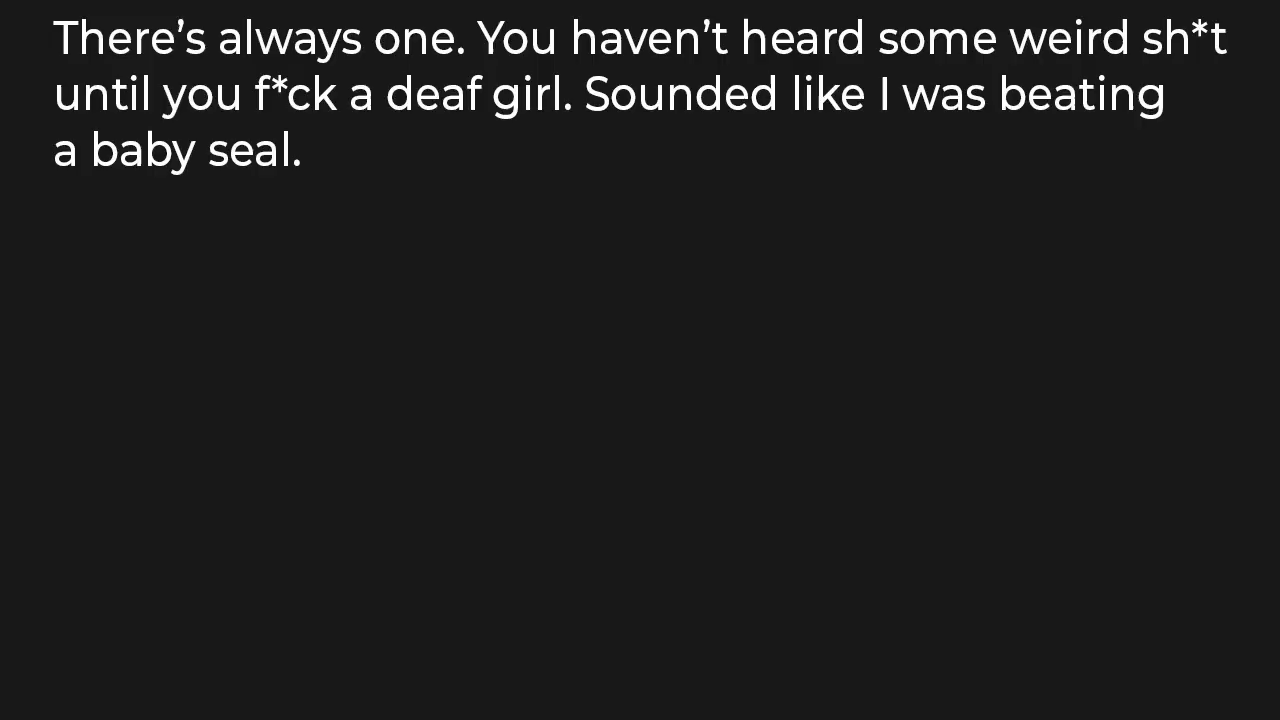 There’s always one. You haven’t heard some weird sh*t
until you f*ck a deaf girl. Sounded like I was beating
a baby seal.